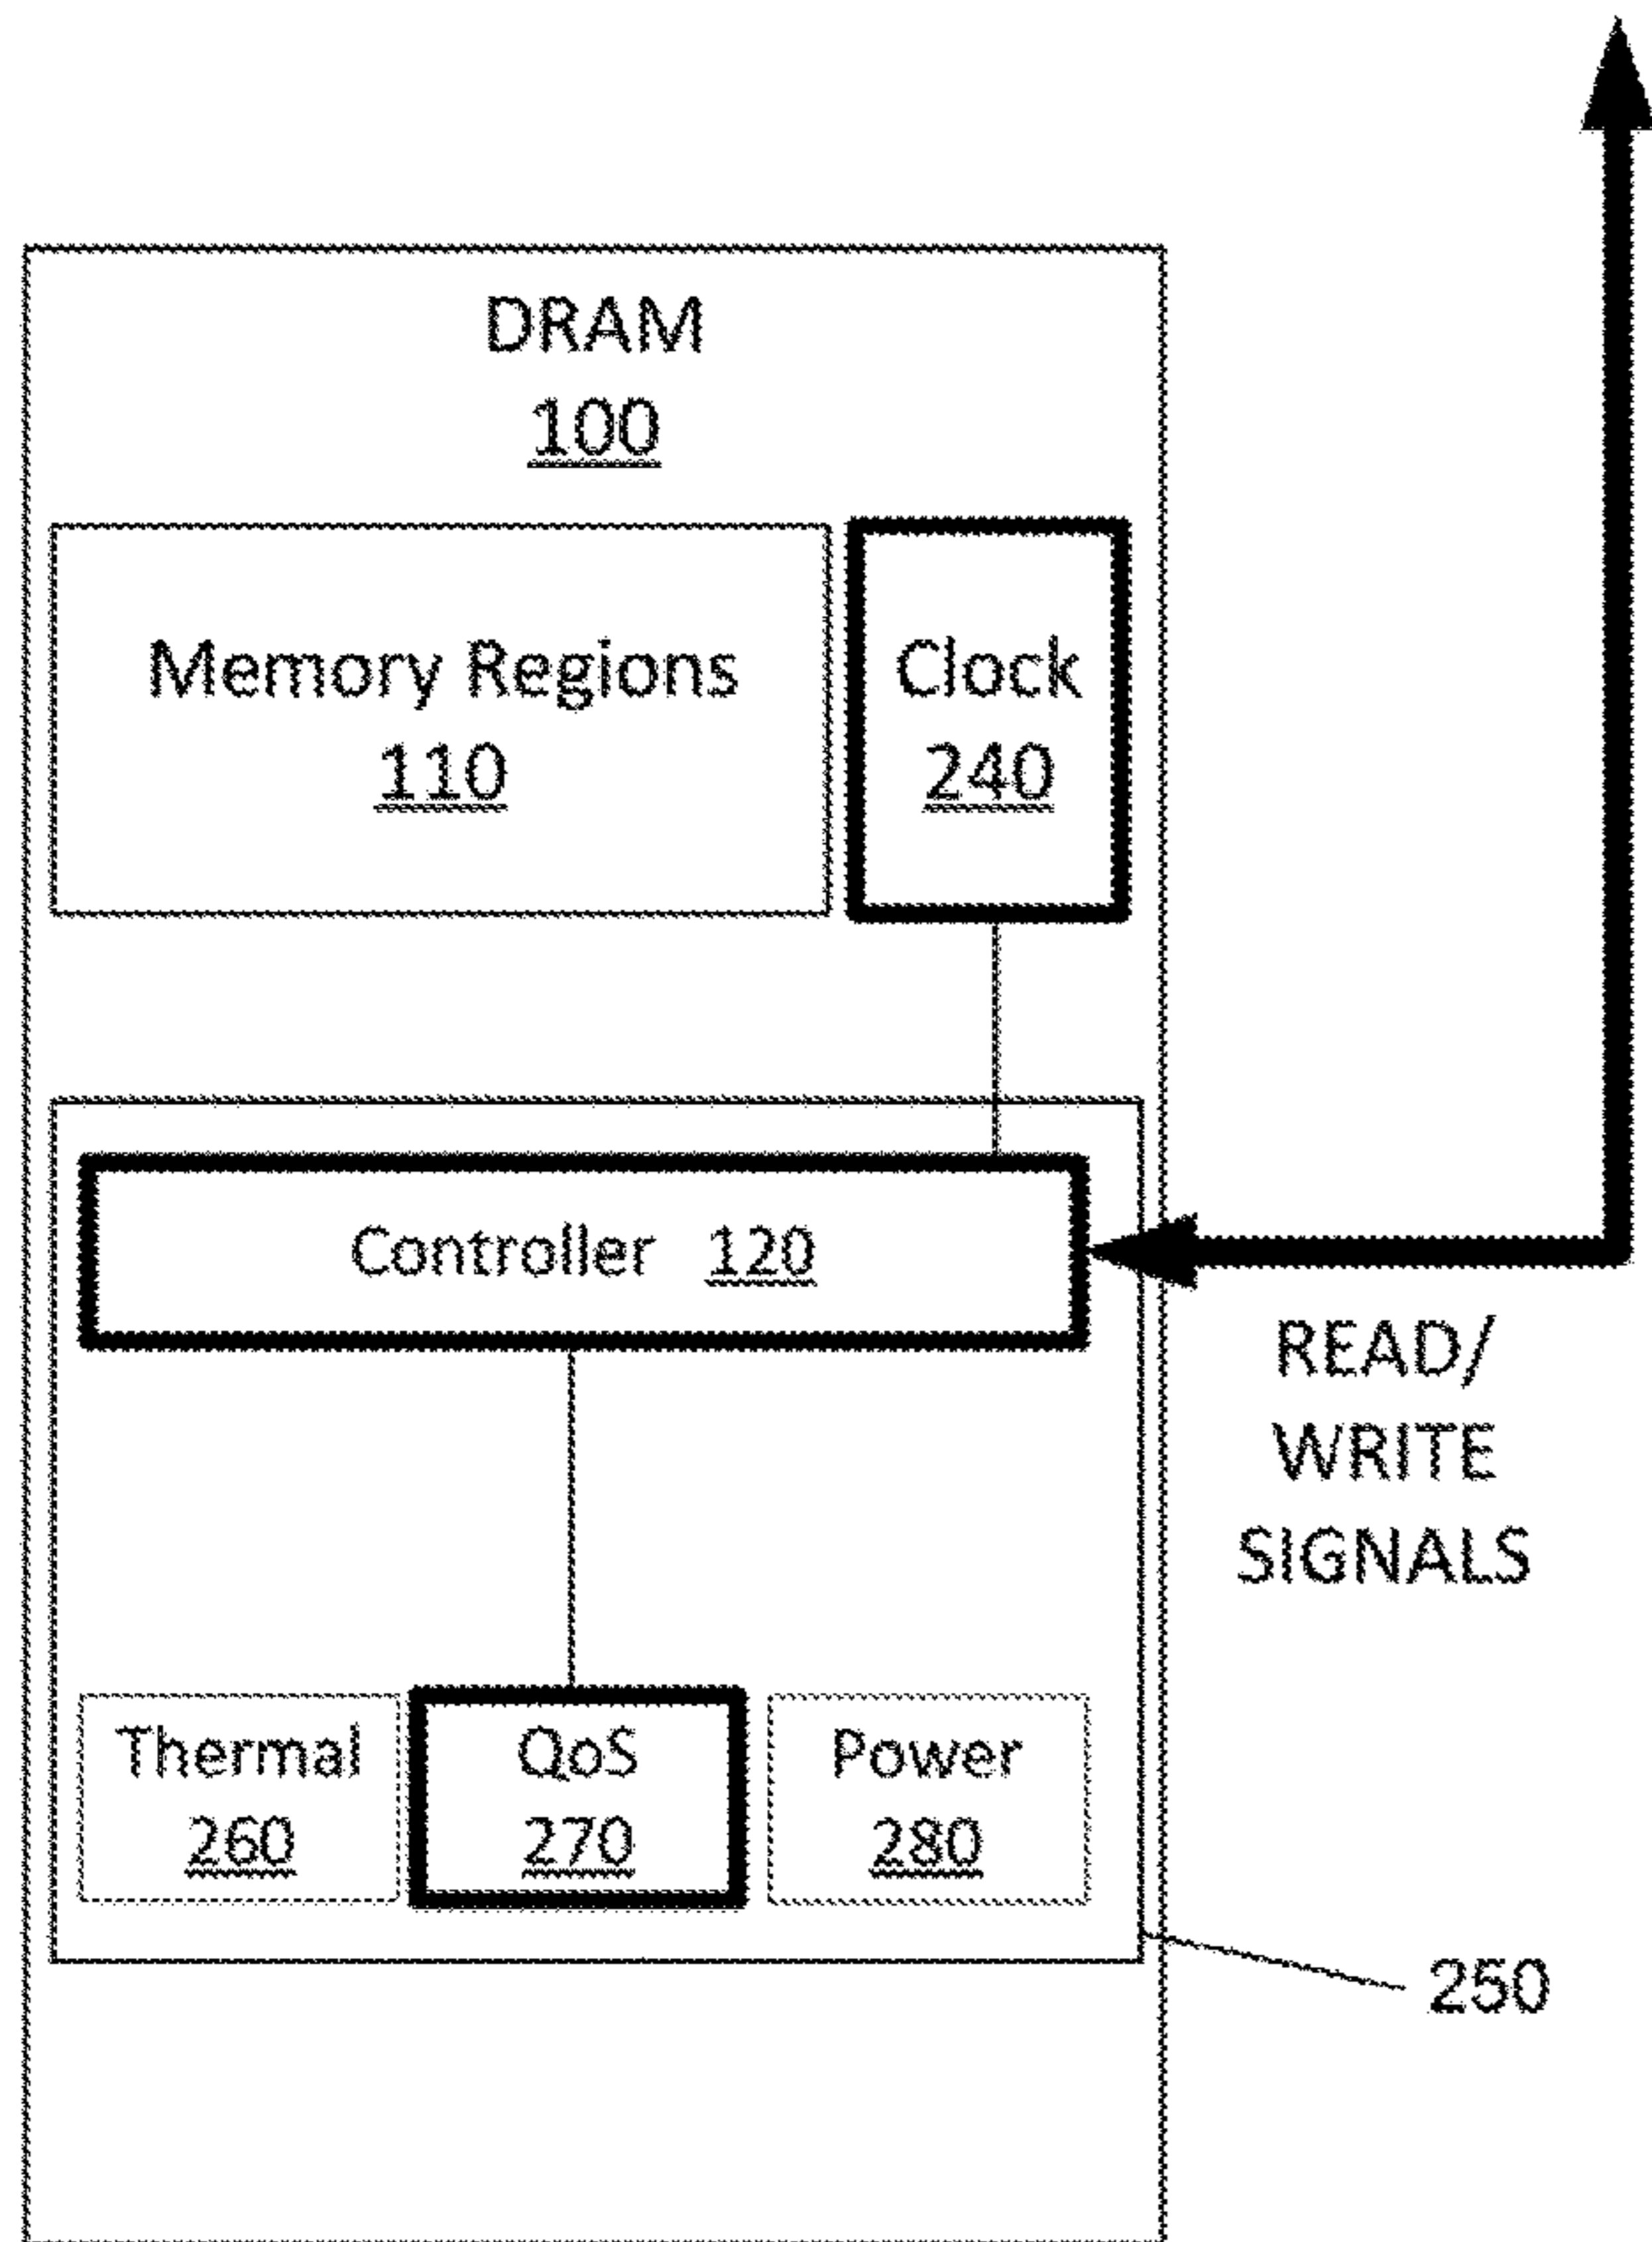 DRAM
100
Memory Regions
110
Clock
240
Controller 120
READ/
WRITE
SIGNALS
Thermal
260
QoS
270
Power
280
250